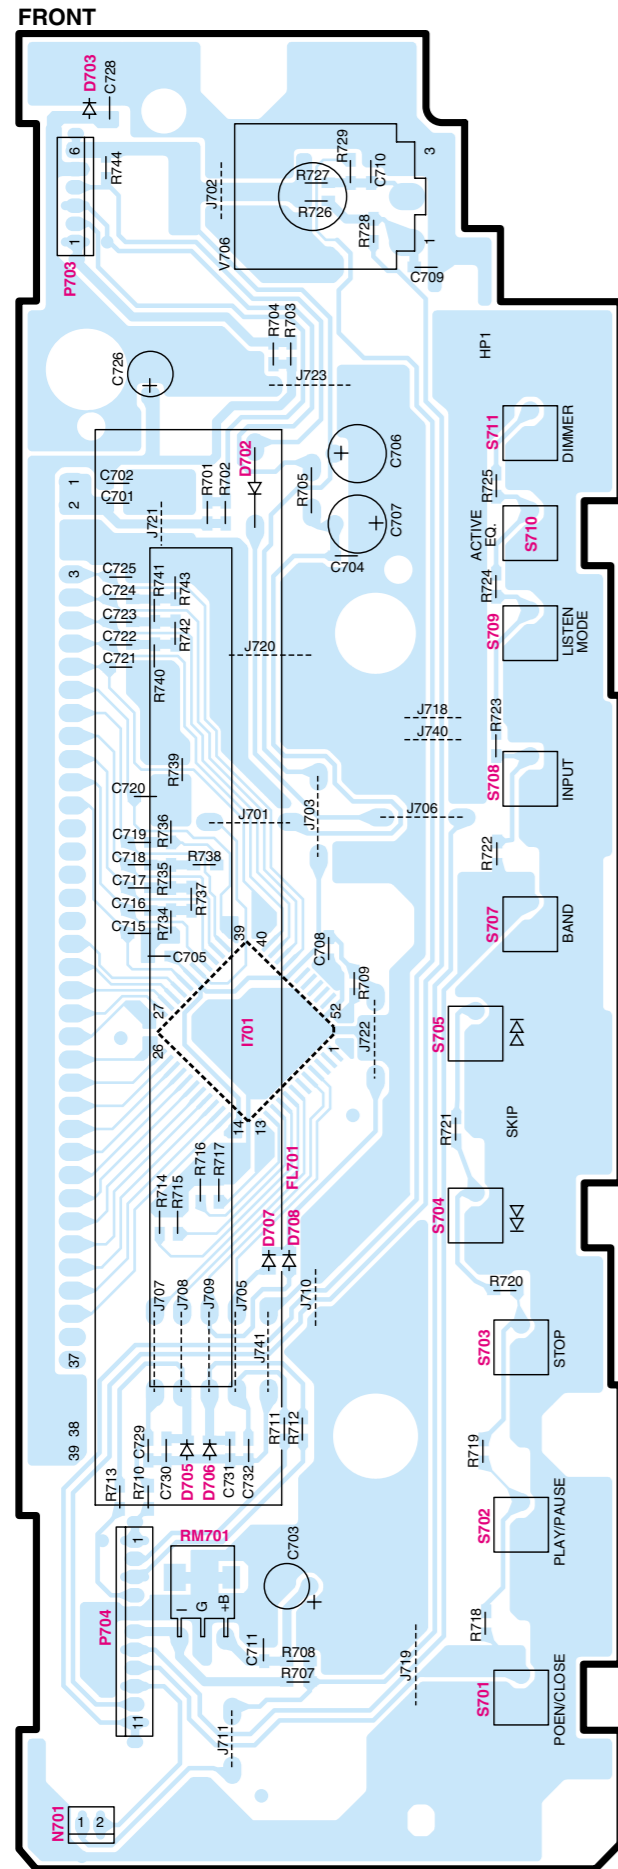 FRONT
D703
C728
P703
6
1
R744
J702
V706
R727
R726
R729
C710
R728
3
1
C709
C726
R704
R703
J723
HP1
S711
DIMMER
C706
C707
C704
R705
D702
R701
R702
C702
C701
1
2
3
J721
R725
ACTIVE
EQ.
S710
R724
S709
LISTEN
MODE
C725
C724
C723
C722
C721
R741
R743
R742
R740
J720
J718
J740
R723
S708
INPUT
R739
C720
J701
J703
J706
C719
C718
C717
C716
C715
R736
R738
R735
R737
R734
C705
R722
S707
BAND
39
40
C708
R709
27
26
I701
52
1
J722
S705
14
13
R721
SKIP
R716
R717
R714
R715
FL701
S704
D707
D708
R720
J707
J708
J709
J705
J741
J710
S703
STOP
37
38
39
C729
C730
D705
D706
C731
C732
R711
R712
R719
R713
R710
S702
PLAY/PAUSE
P704
1
11
RM701
I
G
+B
C703
C711
R708
R707
J719
R718
S701
POEN/CLOSE
J711
N701
1
2